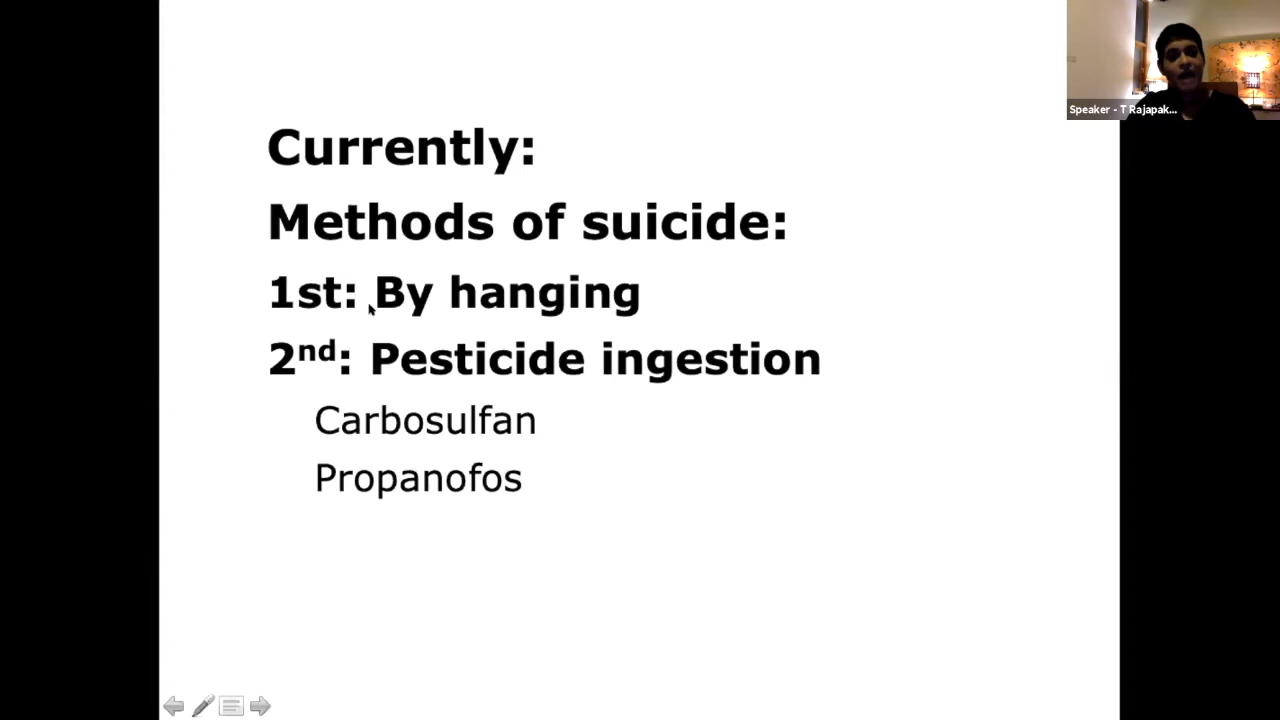 Speaker - T Rajapak...
Currently:
Methods of suicide:
1st: By hanging
2nd: Pesticide ingestion
Carbosulfan
Propanofos